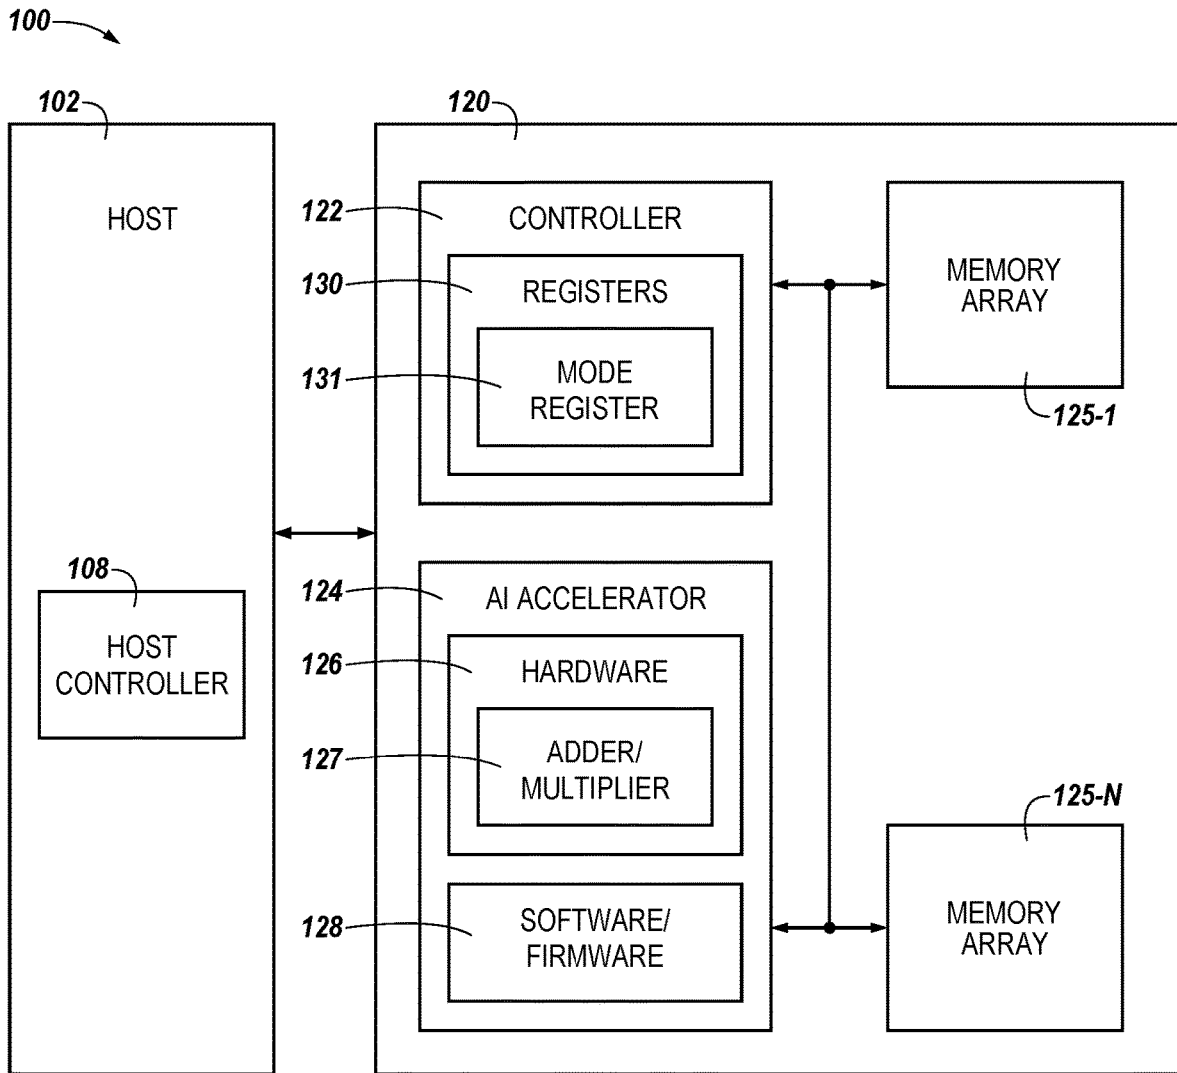 100
102
120
HOST
122
CONTROLLER
130
REGISTERS
131
MODE
REGISTER
MEMORY
ARRAY
125-1
108
HOST
CONTROLLER
124
AI ACCELERATOR
126
HARDWARE
127
ADDER/
MULTIPLIER
128
SOFTWARE/
FIRMWARE
125-N
MEMORY
ARRAY